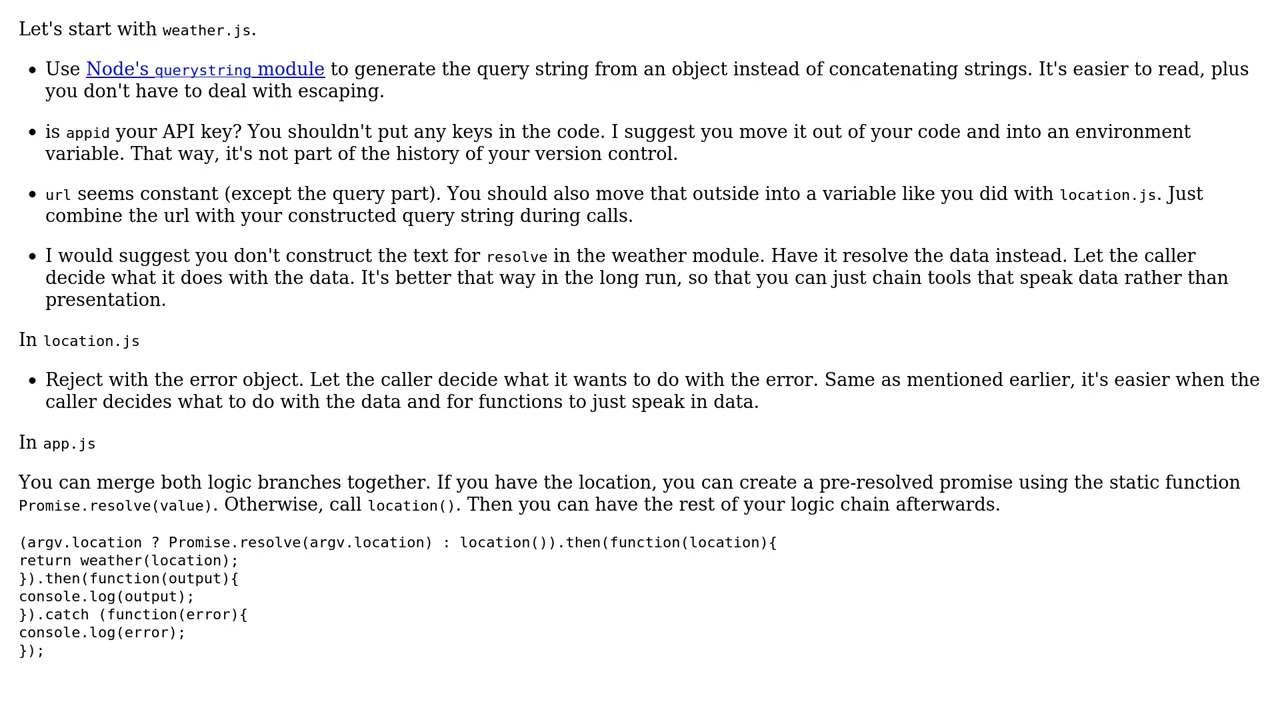 Let's start with weather.js.
• Use Node's querystring module to generate the query string from an object instead of concatenating strings. It's easier to read, plus
you don't have to deal with escaping.
• is appid your API key? You shouldn't put any keys in the code. I suggest you move it out of your code and into an environment
variable. That way, it's not part of the history of your version control.
• url seems constant (except the query part). You should also move that outside into a variable like you did with location.js. Just
combine the url with your constructed query string during calls.
• I would suggest you don't construct the text for resolve in the weather module. Have it resolve the data instead. Let the caller
decide what it does with the data. It's better that way in the long run, so that you can just chain tools that speak data rather than
presentation.
In location.js
• Reject with the error object. Let the caller decide what it wants to do with the error. Same as mentioned earlier, it's easier when the
caller decides what to do with the data and for functions to just speak in data.
In app.js
You can merge both logic branches together. If you have the location, you can create a pre-resolved promise using the static function
Promise.resolve(value). Otherwise, call location(). Then you can have the rest of your logic chain afterwards.
(argv.location ? Promise.resolve(argv.location) : location()).then(function(location){
return weather(location);
}).then(function(output){
console.log(output);
}).catch (function(error){
console.log(error);
});